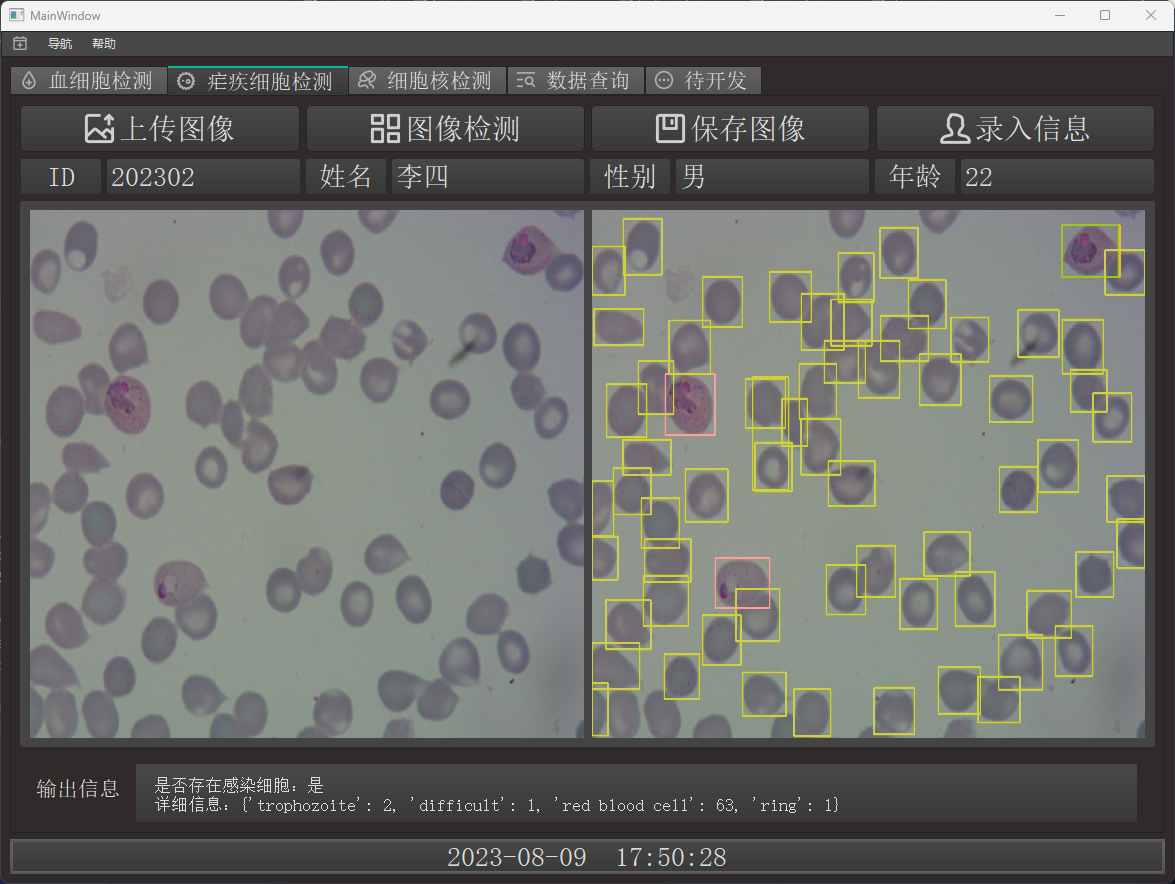 MainWindow
导航 帮助
血细胞检测 疟疾细胞检测 细胞核检测 数据查询 待开发
上传图像 图像检测 保存图像 录入信息
ID 202302 姓名 李四 性别 男 年龄 22
输出信息
是否存在感染细胞：是
详细信息：{'trophozoite': 2, 'difficult': 1, 'red blood cell': 63, 'ring': 1}
2023-08-09 17:50:28